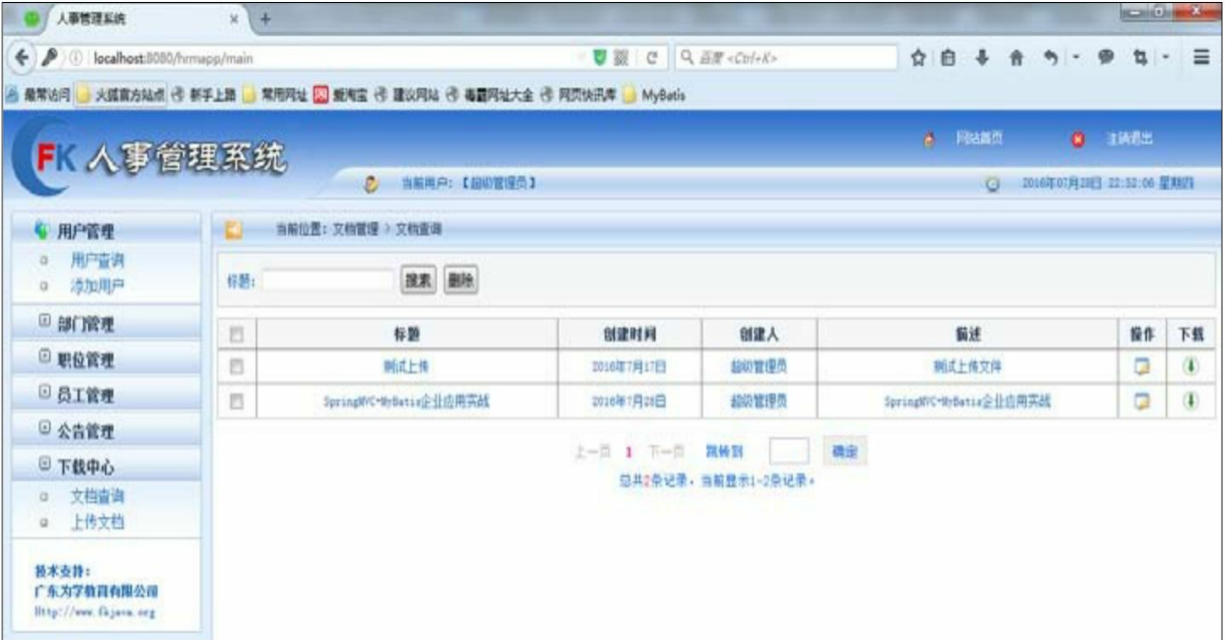 人事管理系统
localhost:8080/hrmapp/main
百度 <Ctrl+K>
最常访问 火狐官方站点 新手上路 常用网址 爱淘宝 建议网站 毒霸网址大全 网页快讯库 MyBatis
FK 人事管理系统
网站首页 注销退出
当前用户：【超级管理员】
2016年07月28日 22:52:06 星期四
用户管理
用户查询
添加用户
部门管理
职位管理
员工管理
公告管理
下载中心
文档查询
上传文档
技术支持：
广东为学教育有限公司
Http://www.fkjava.org
当前位置：文档管理 > 文档查询
标题： 搜索 删除
标题 创建时间 创建人 描述 操作 下载
测试上传 2016年7月17日 超级管理员 测试上传文件
SpringMVC+MyBatis企业应用实战 2016年7月28日 超级管理员 SpringMVC+MyBatis企业应用实战
上一页 1 下一页 跳转到 确定
总共2条记录，当前显示1-2条记录。